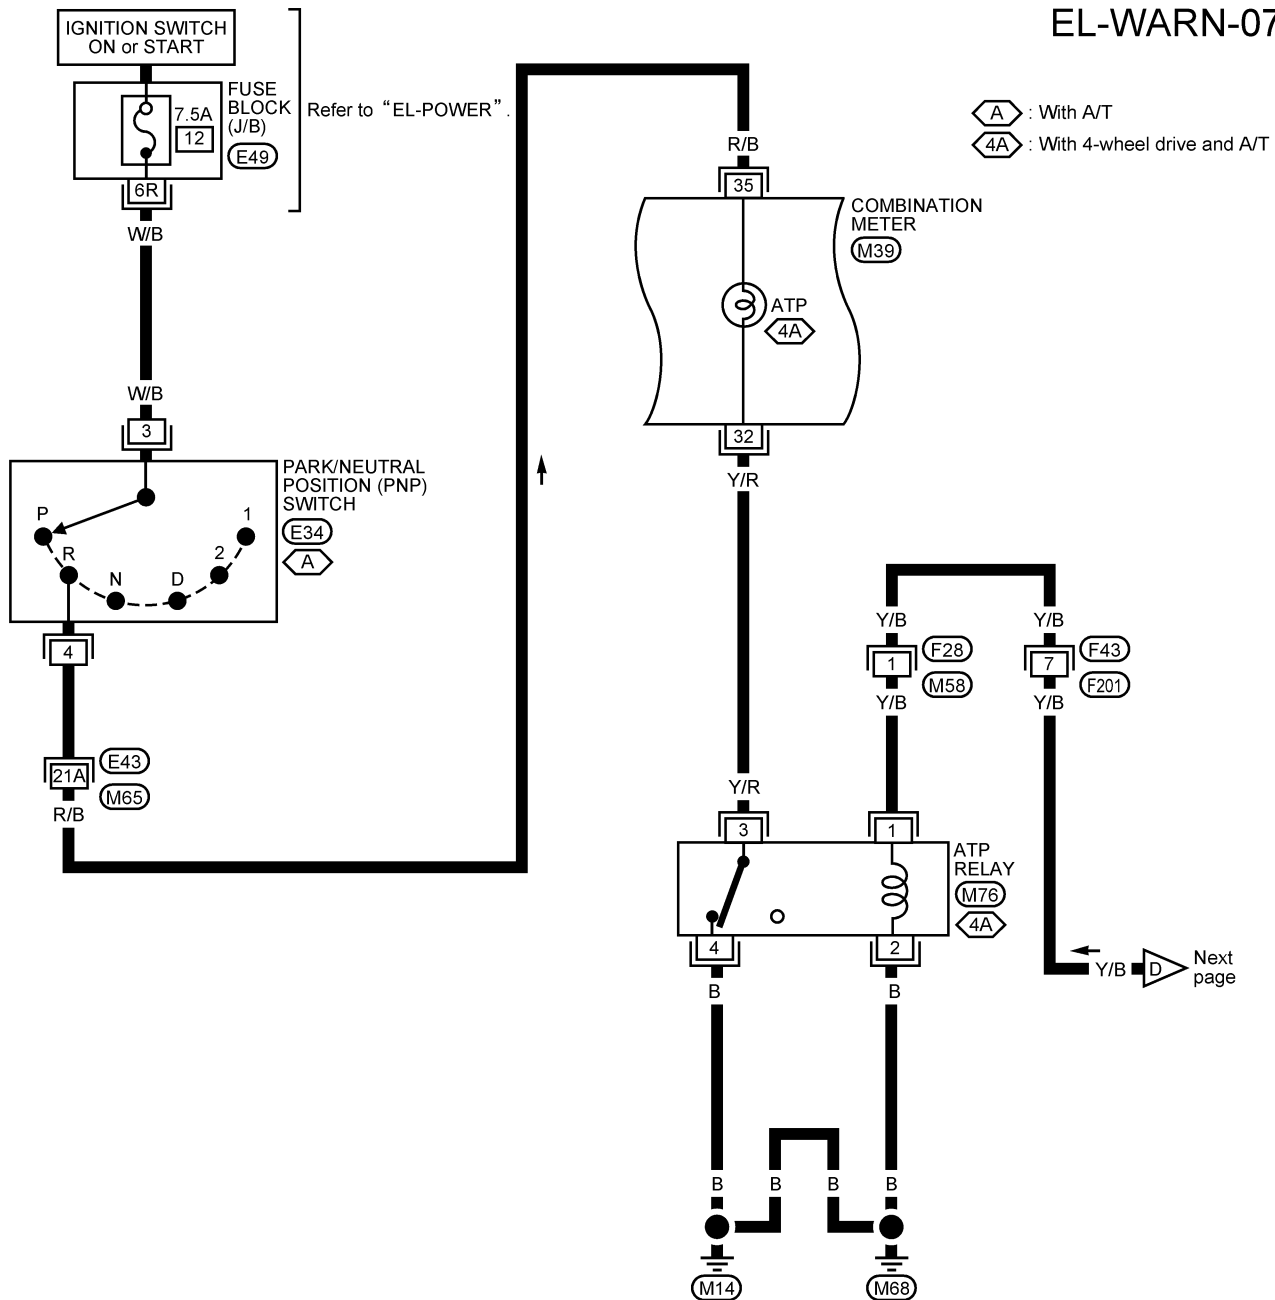 EL-WARN-07
IGNITION SWITCH
ON or START
FUSE
BLOCK
(J/B)
E49
7.5A
12
Refer to “EL-POWER”.
6R
W/B
W/B
3
PARK/NEUTRAL
POSITION (PNP)
SWITCH
E34
A
P
R
N
D
2
1
4
21A
E43
M65
R/B
A : With A/T
4A : With 4-wheel drive and A/T
R/B
35
COMBINATION
METER
M39
ATP
4A
32
Y/R
Y/R
Y/B
Y/B
1
F28
M58
7
F43
F201
Y/B
Y/B
3
1
ATP
RELAY
M76
4A
4
2
B
B
Y/B
D
Next
page
B
B
B
B
M14
M68